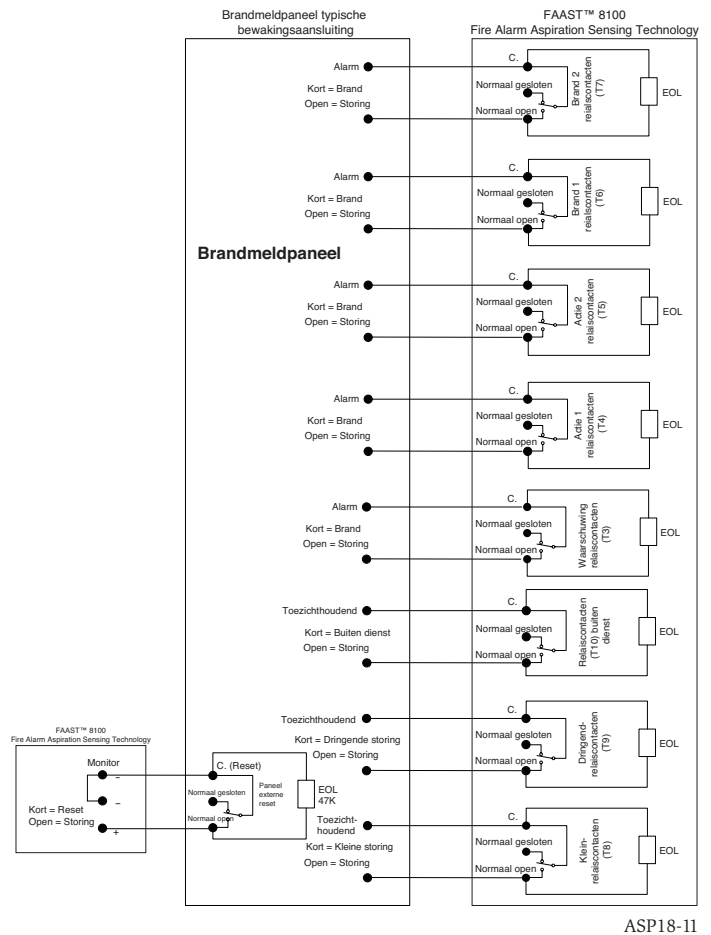 Brandmeldpaneel typische
bewakingsaansluiting
FAAST™ 8100
Fire Alarm Aspiration Sensing Technology
Alarm
Kort = Brand
Open = Storing
C.
Normaal gesloten
Normaal open
Brand 2
reialscontacten
(T7)
EOL
Alarm
Kort = Brand
Open = Storing
C.
Normaal gesloten
Normaal open
Brand 1
reialscontacten
(T6)
EOL
Brandmeldpaneel
Alarm
Kort = Brand
Open = Storing
C.
Normaal gesloten
Normaal open
Actie 2
relaiscontacten
(T5)
EOL
Alarm
Kort = Brand
Open = Storing
C.
Normaal gesloten
Normaal open
Actie 1
relaiscontacten
(T4)
EOL
Alarm
Kort = Brand
Open = Storing
C.
Normaal gesloten
Normaal open
Waarschuwing
relaiscontacten
(T3)
EOL
Toezichthoudend
Kort = Buiten dienst
Open = Storing
C.
Normaal gesloten
Normaal open
Relaiscontacten
(T10) buiten
dienst
EOL
Toezichthoudend
Kort = Dringende storing
Open = Storing
C.
Normaal gesloten
Normaal open
Dringend-
relaiscontacten
(T9)
EOL
FAAST™ 8100
Fire Alarm Aspiration Sensing Technology
Monitor
–
–
+
Kort = Reset
Open = Storing
C. (Reset)
Normaal gesloten
Normaal open
Paneel
externe
reset
EOL
47K
Toezicht-
houdend
Kort = Kleine storing
Open = Storing
C.
Normaal gesloten
Normaal open
Klein-
relaiscontacten
(T8)
EOL
ASP18-11